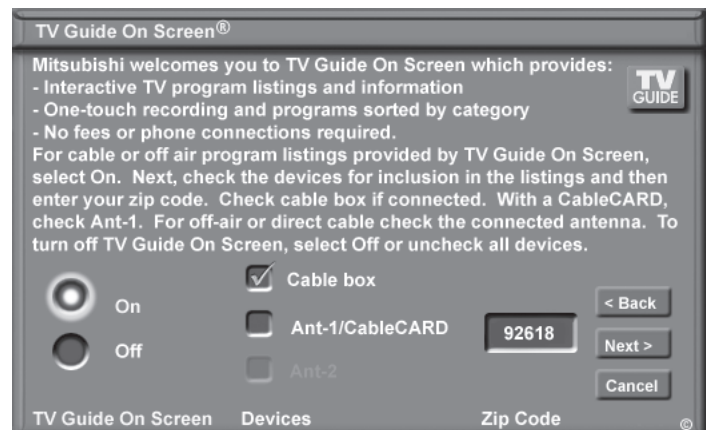 TV Guide On Screen®
Mitsubishi welcomes you to TV Guide On Screen which provides:
- Interactive TV program listings and information
- One-touch recording and programs sorted by category
- No fees or phone connections required.
TV
GUIDE
For cable or off air program listings provided by TV Guide On Screen,
select On.  Next, check the devices for inclusion in the listings and then
enter your zip code.  Check cable box if connected.  With a CableCARD,
check Ant-1.  For off-air or direct cable check the connected antenna.  To
turn off TV Guide On Screen, select Off or uncheck all devices.
On
Off
Cable box
Ant-1/CableCARD
Ant-2
92618
< Back
Next >
Cancel
TV Guide On Screen
Devices
Zip Code
©